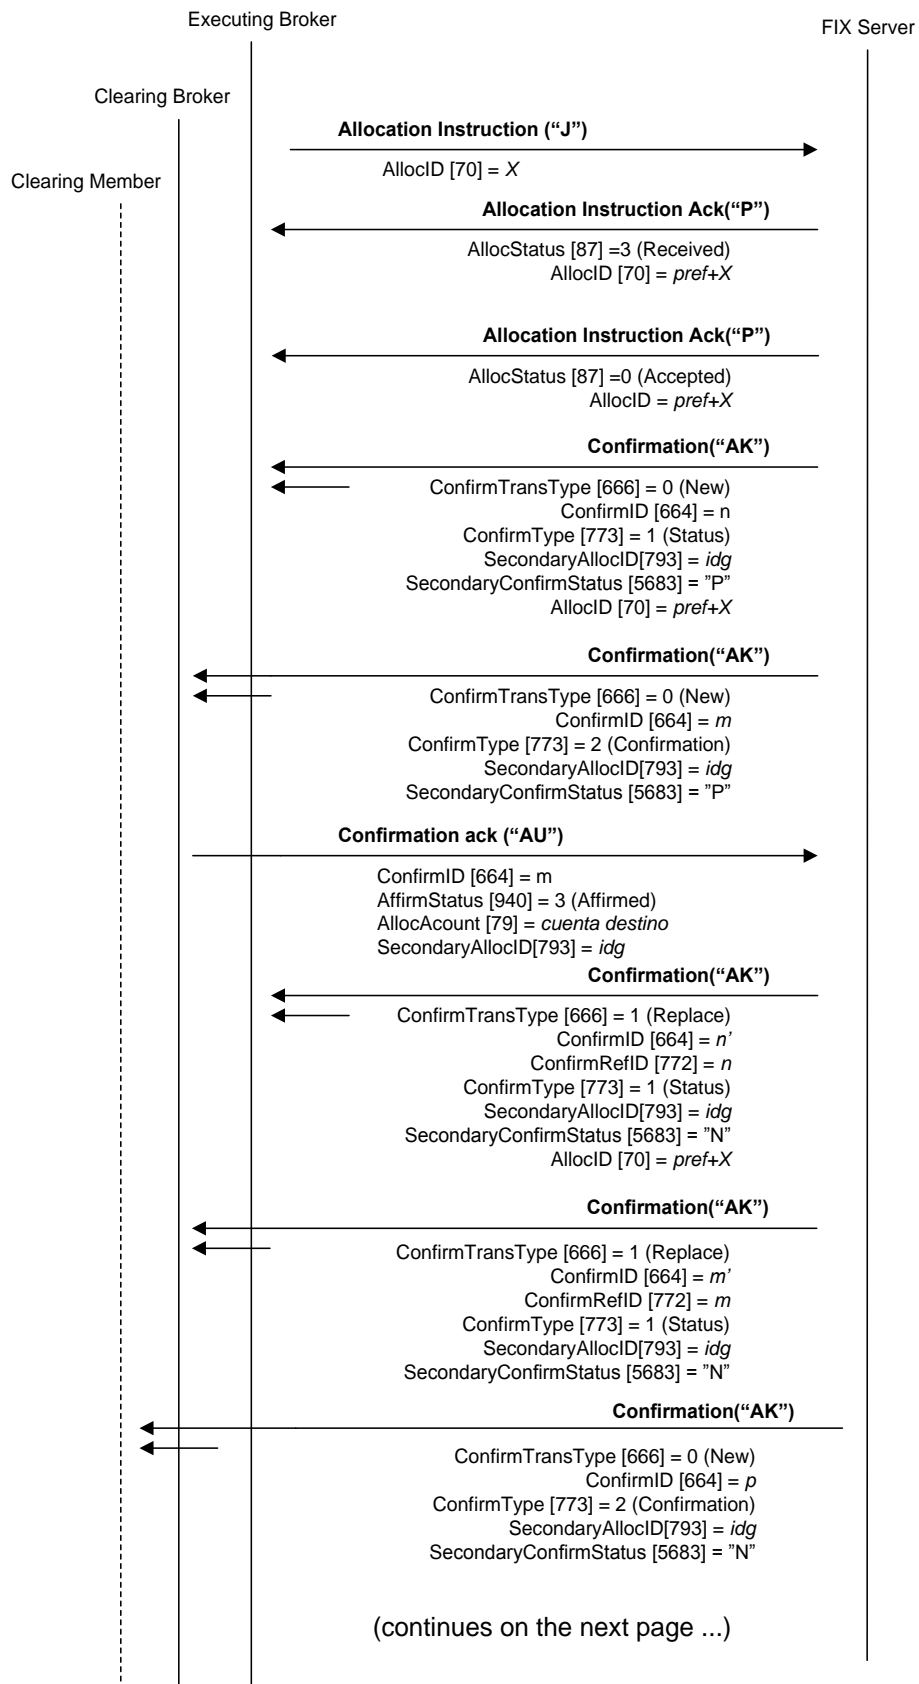 Executing Broker
FIX Server
Clearing Broker
Clearing Member
Allocation Instruction (“J”)
AllocID [70] = X
Allocation Instruction Ack(“P”)
AllocStatus [87] =3 (Received)
AllocID [70] = pref+X
Allocation Instruction Ack(“P”)
AllocStatus [87] =0 (Accepted)
AllocID = pref+X
Confirmation(“AK”)
ConfirmTransType [666] = 0 (New)
ConfirmID [664] = n
ConfirmType [773] = 1 (Status)
SecondaryAllocID[793] = idg
SecondaryConfirmStatus [5683] = ”P”
AllocID [70] = pref+X
Confirmation(“AK”)
ConfirmTransType [666] = 0 (New)
ConfirmID [664] = m
ConfirmType [773] = 2 (Confirmation)
SecondaryAllocID[793] = idg
SecondaryConfirmStatus [5683] = ”P”
Confirmation ack (“AU”)
ConfirmID [664] = m
AffirmStatus [940] = 3 (Affirmed)
AllocAcount [79] = cuenta destino
SecondaryAllocID[793] = idg
Confirmation(“AK”)
ConfirmTransType [666] = 1 (Replace)
ConfirmID [664] = n’
ConfirmRefID [772] = n
ConfirmType [773] = 1 (Status)
SecondaryAllocID[793] = idg
SecondaryConfirmStatus [5683] = ”N”
AllocID [70] = pref+X
Confirmation(“AK”)
ConfirmTransType [666] = 1 (Replace)
ConfirmID [664] = m’
ConfirmRefID [772] = m
ConfirmType [773] = 1 (Status)
SecondaryAllocID[793] = idg
SecondaryConfirmStatus [5683] = ”N”
Confirmation(“AK”)
ConfirmTransType [666] = 0 (New)
ConfirmID [664] = p
ConfirmType [773] = 2 (Confirmation)
SecondaryAllocID[793] = idg
SecondaryConfirmStatus [5683] = ”N”
(continues on the next page ...)